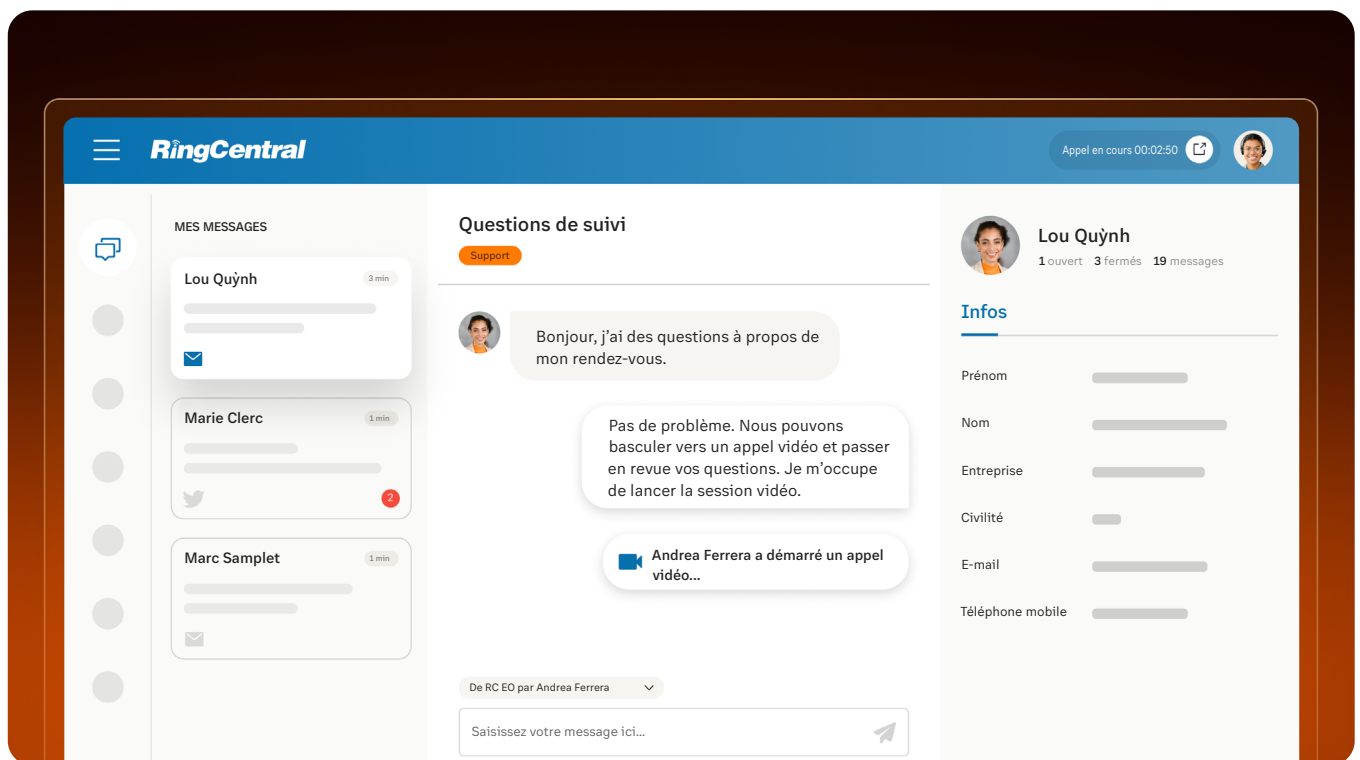 RingCentral
Appel en cours 00:02:50
MES MESSAGES
Lou Quỳnh
3 min
Marie Clerc
1 min
2
Marc Samplet
1 min
Questions de suivi
Support
Bonjour, j’ai des questions à propos de
mon rendez-vous.
Pas de problème. Nous pouvons
basculer vers un appel vidéo et passer
en revue vos questions. Je m’occupe
de lancer la session vidéo.
Andrea Ferrera a démarré un appel
vidéo...
De RC EO par Andrea Ferrera
Saisissez votre message ici...
Lou Quỳnh
1 ouvert 3 fermés 19 messages
Infos
Prénom
Nom
Entreprise
Civilité
E-mail
Téléphone mobile